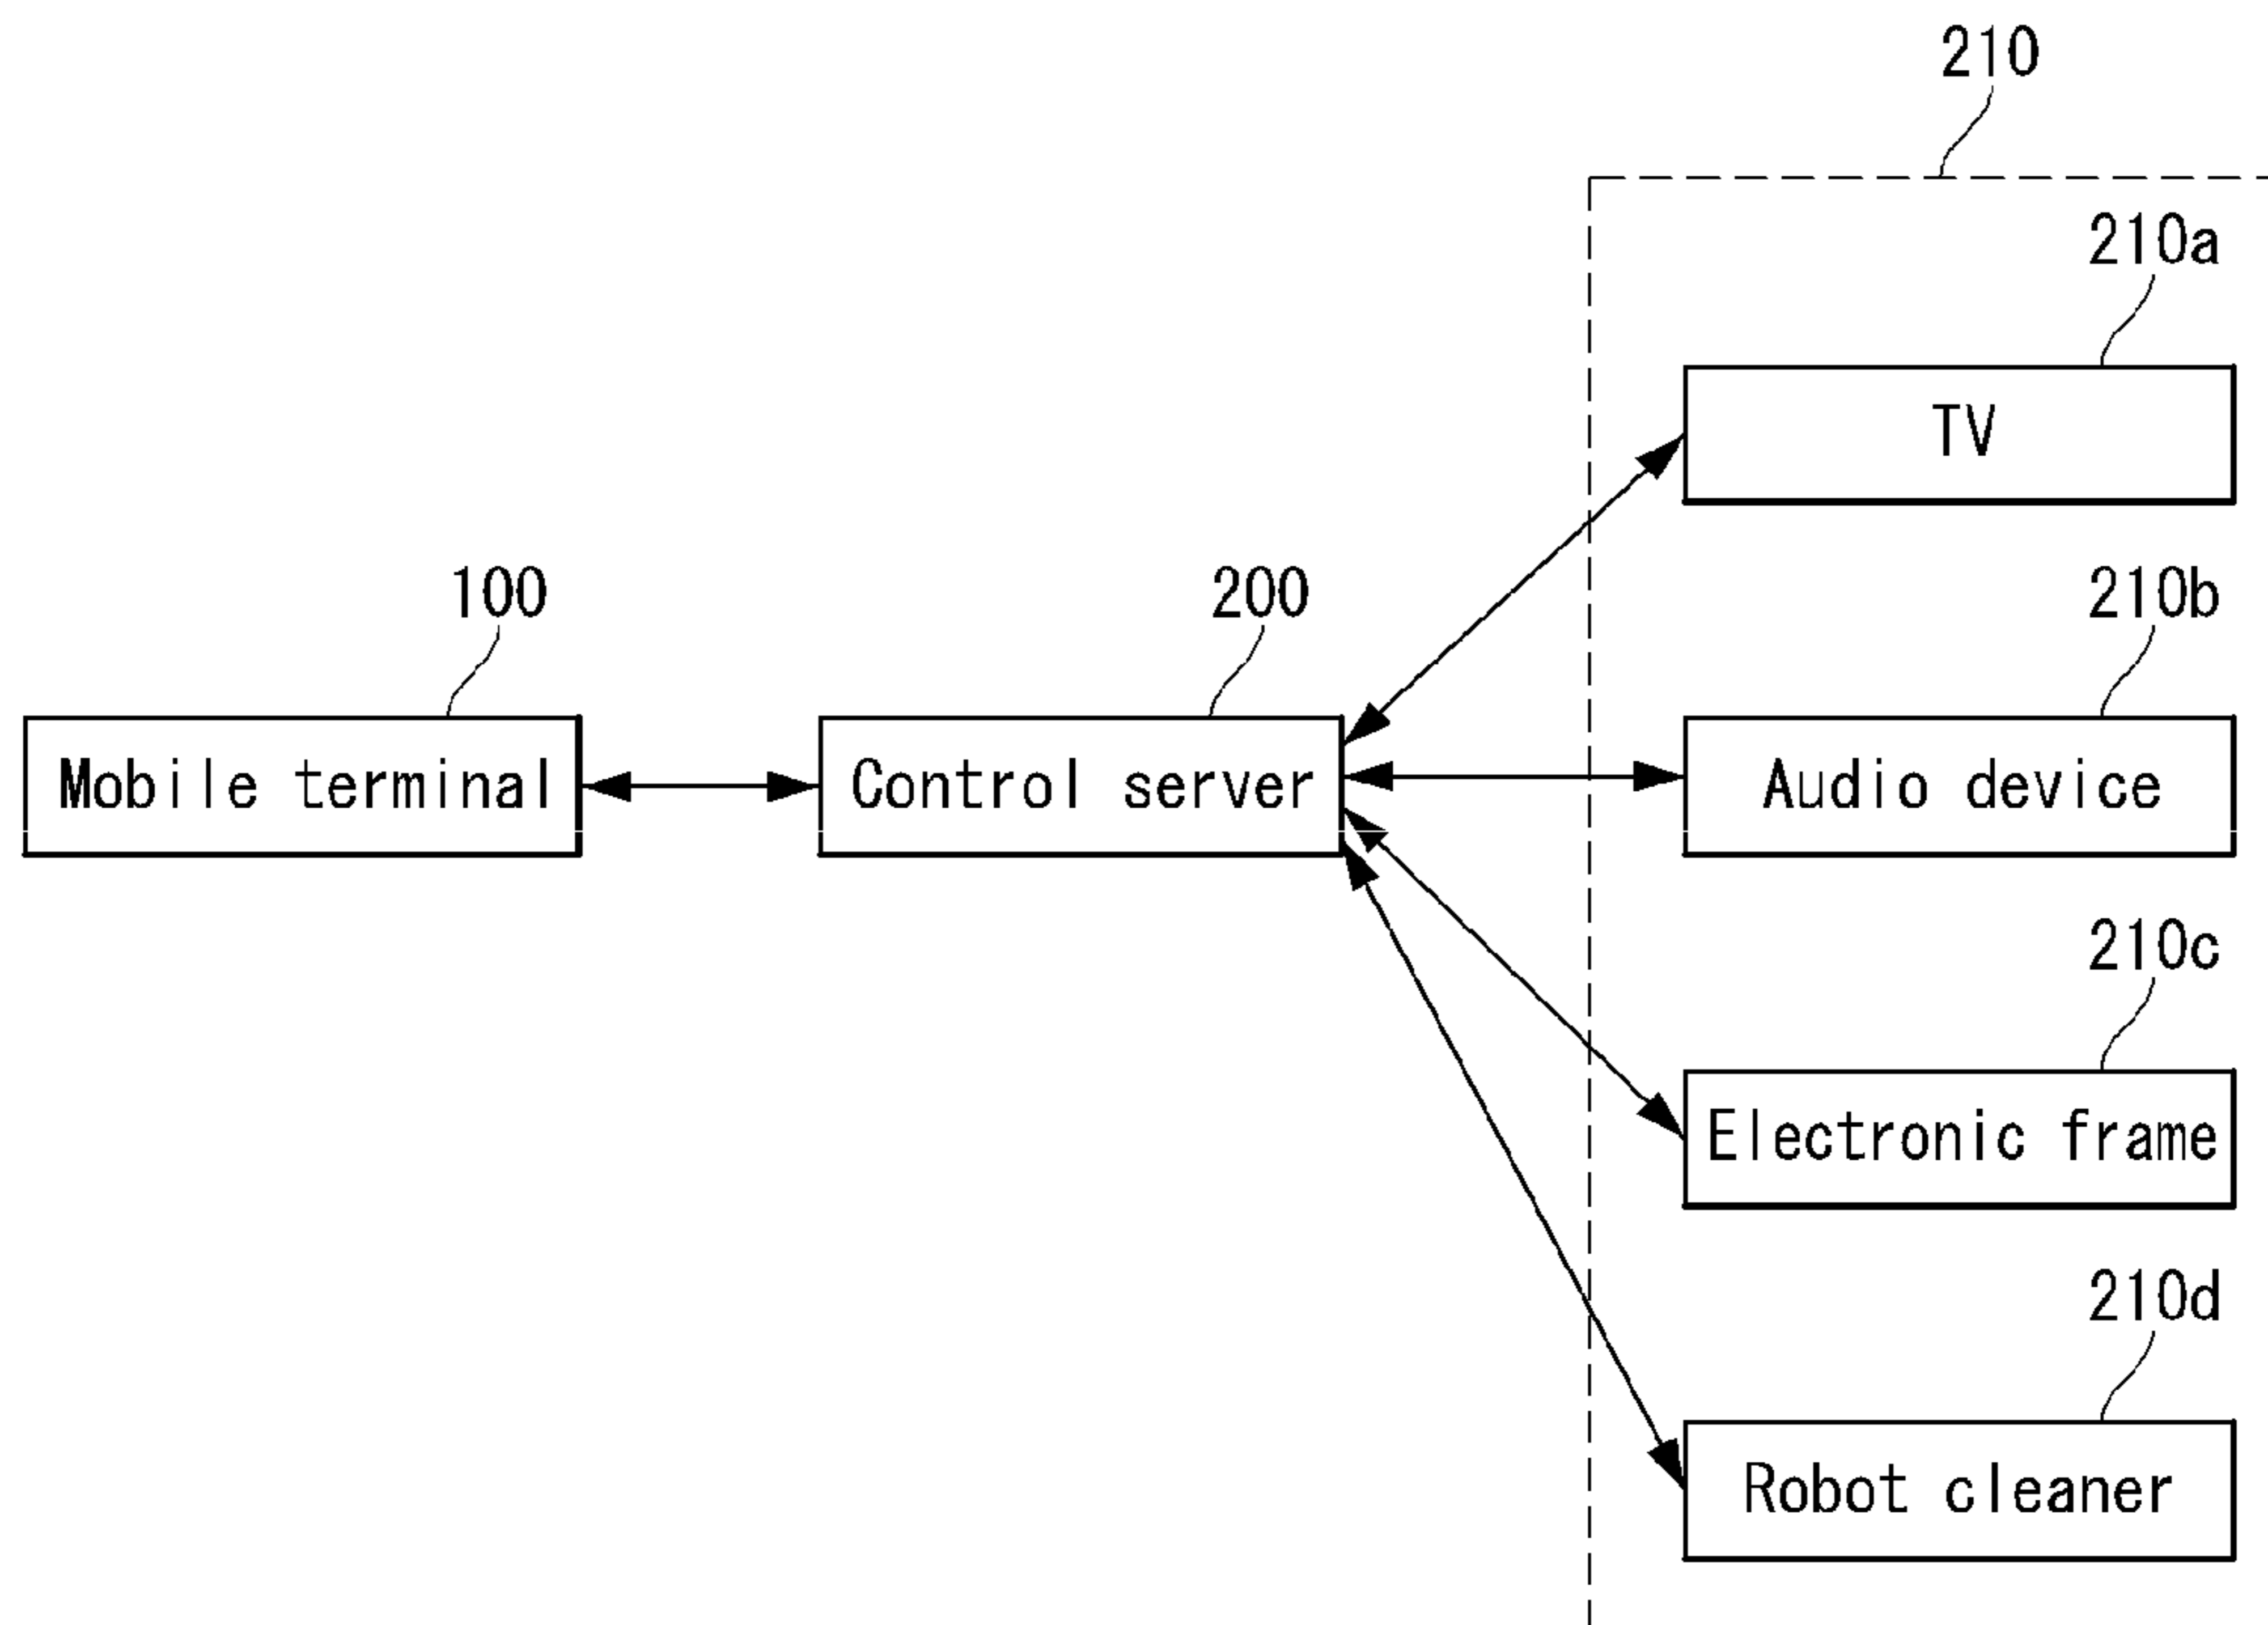 210
210a
TV
100
200
210b
Mobile terminal
Control server
Audio device
210c
Electronic frame
210d
Robot cleaner